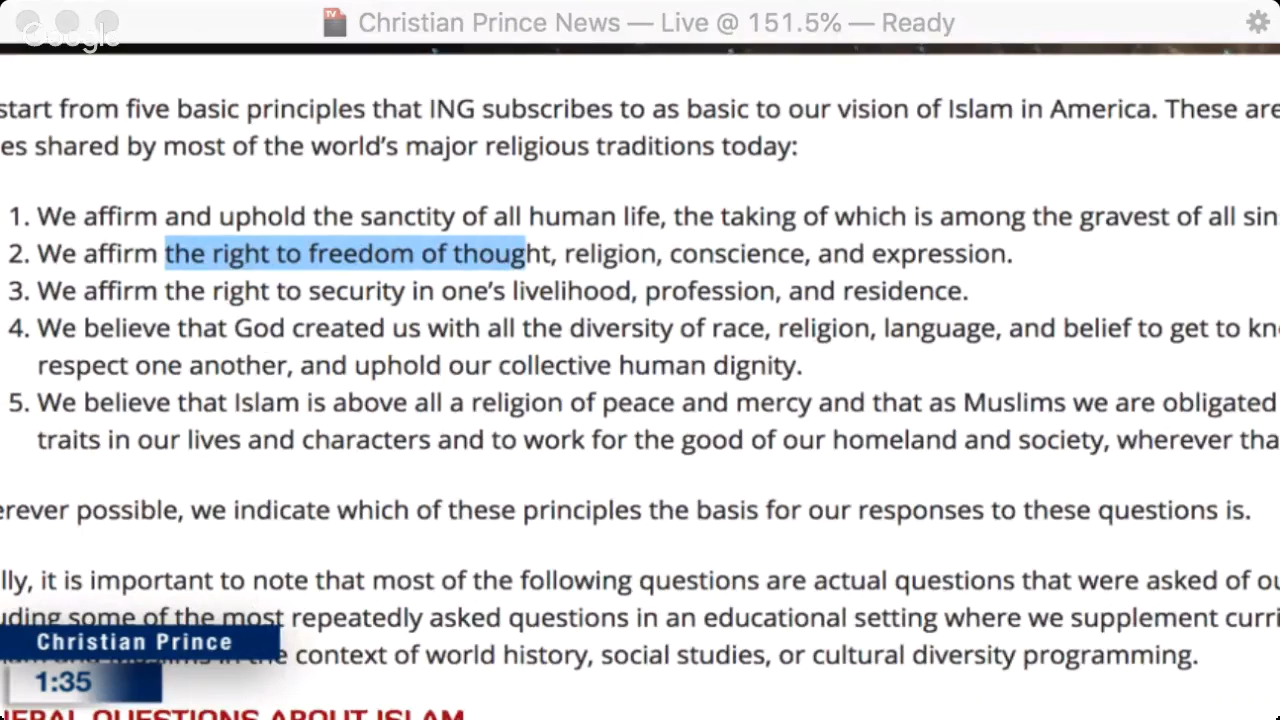 Christian Prince News — Live @ 151.5% — Ready
Google
start from five basic principles that ING subscribes to as basic to our vision of Islam in America. These are
es shared by most of the world's major religious traditions today:
1. We affirm and uphold the sanctity of all human life, the taking of which is among the gravest of all sin
2. We affirm the right to freedom of thought, religion, conscience, and expression.
3. We affirm the right to security in one's livelihood, profession, and residence.
4. We believe that God created us with all the diversity of race, religion, language, and belief to get to kn
respect one another, and uphold our collective human dignity.
5. We believe that Islam is above all a religion of peace and mercy and that as Muslims we are obligated
traits in our lives and characters and to work for the good of our homeland and society, wherever tha
erever possible, we indicate which of these principles the basis for our responses to these questions is.
lly, it is important to note that most of the following questions are actual questions that were asked of ou
uding some of the most repeatedly asked questions in an educational setting where we supplement curri
context of world history, social studies, or cultural diversity programming.
Christian Prince
1:35
NERAL QUESTIONS ABOUT ISLAM